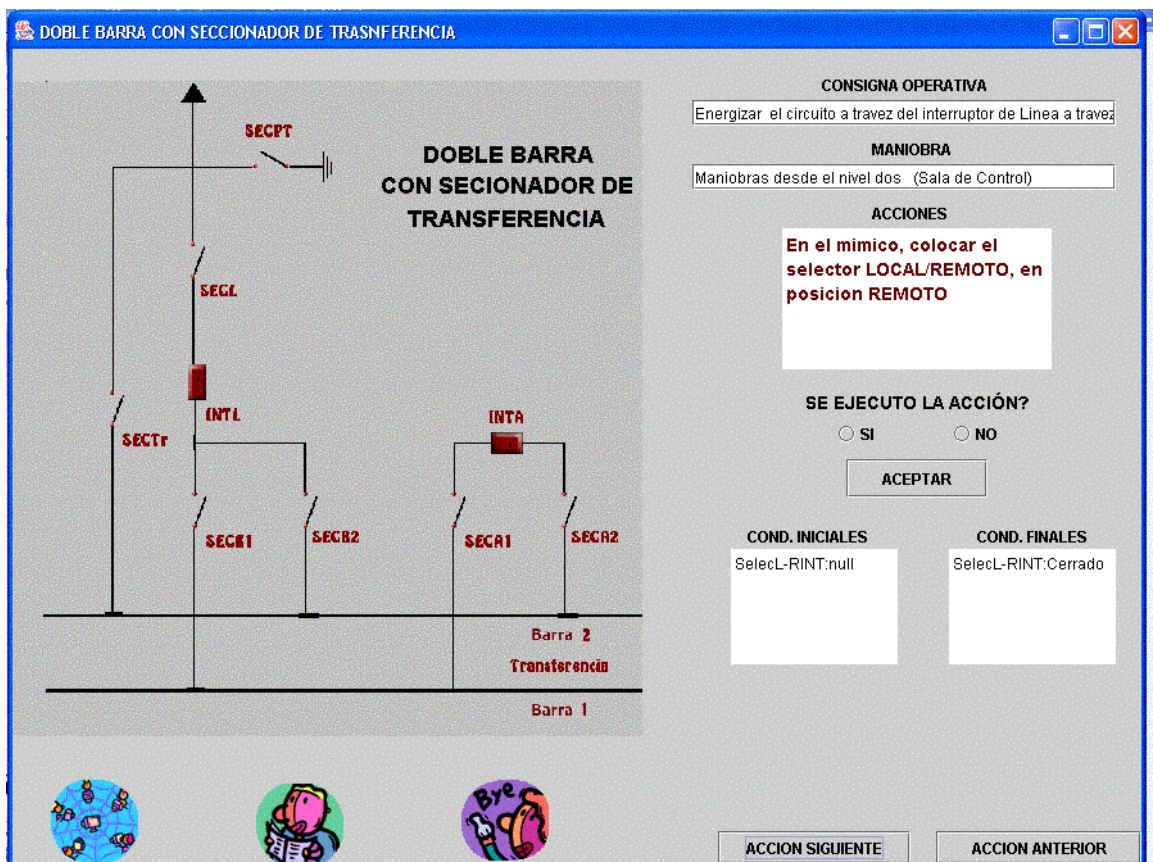 DOBLE BARRA CON SECCIONADOR DE TRASNFERENCIA
SECPT
DOBLE BARRA
CON SECIONADOR DE
TRANSFERENCIA
SECL
INTL
SECTr
INTA
SECB1
SECB2
SECA1
SECA2
Barra 2
Transferencia
Barra 1
CONSIGNA OPERATIVA
Energizar el circuito a travez del interruptor de Linea a travez
MANIOBRA
Maniobras desde el nivel dos (Sala de Control)
ACCIONES
En el mimico, colocar el
selector LOCAL/REMOTO, en
posicion REMOTO
SE EJECUTO LA ACCIÓN?
SI NO
ACEPTAR
COND. INICIALES
SelecL-RINT:null
COND. FINALES
SelecL-RINT:Cerrado
Bye
ACCION SIGUIENTE
ACCION ANTERIOR